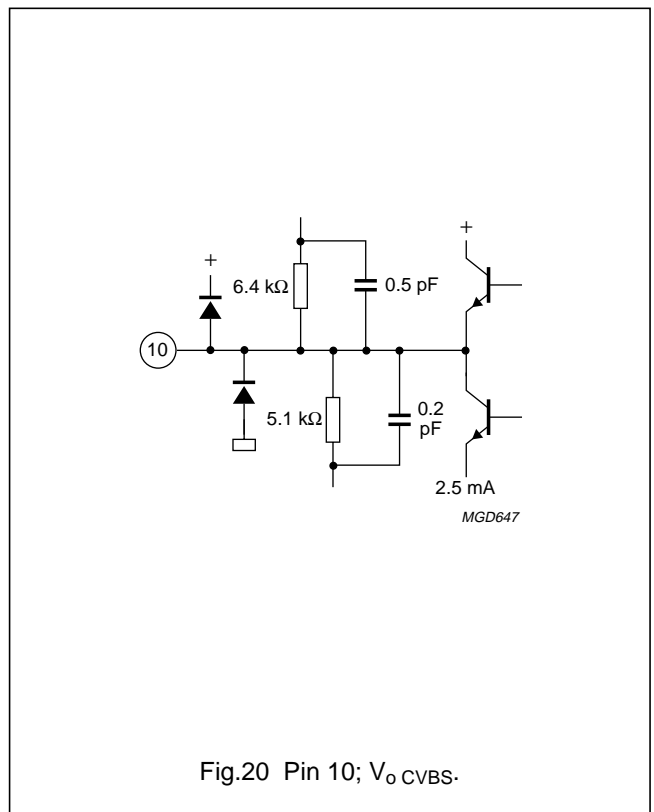 +
+
6.4 kΩ
0.5 pF
10
5.1 kΩ
0.2
pF
2.5 mA
MGD647
Fig.20 Pin 10; Vo CVBS.